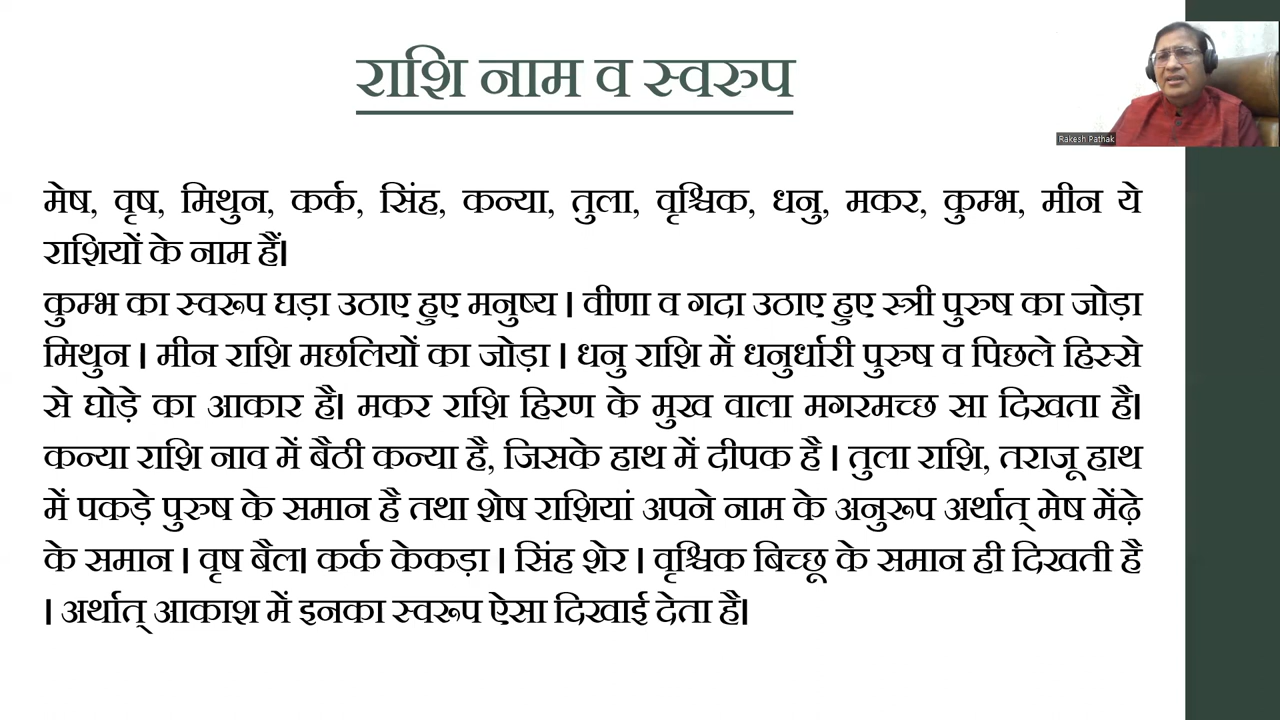 राशि नाम व स्वरुप
Rakesh Pathak
मेष, वृष, मिथुन, कर्क, सिंह, कन्या, तुला, वृश्चिक, धनु, मकर, कुम्भ, मीन ये
राशियों के नाम हैं।
कुम्भ का स्वरूप घड़ा उठाए हुए मनुष्य । वीणा व गदा उठाए हुए स्त्री पुरुष का जोड़ा
मिथुन । मीन राशि मछलियों का जोड़ा । धनु राशि में धनुर्धारी पुरुष व पिछले हिस्से
से घोड़े का आकार है। मकर राशि हिरण के मुख वाला मगरमच्छ सा दिखता है।
कन्या राशि नाव में बैठी कन्या है, जिसके हाथ में दीपक है । तुला राशि, तराजू हाथ
में पकड़े पुरुष के समान है तथा शेष राशियां अपने नाम के अनुरूप अर्थात् मेष मेंढ़े
के समान । वृष बैल। कर्क केकड़ा । सिंह शेर । वृश्चिक बिच्छू के समान ही दिखती है
। अर्थात् आकाश में इनका स्वरूप ऐसा दिखाई देता है।